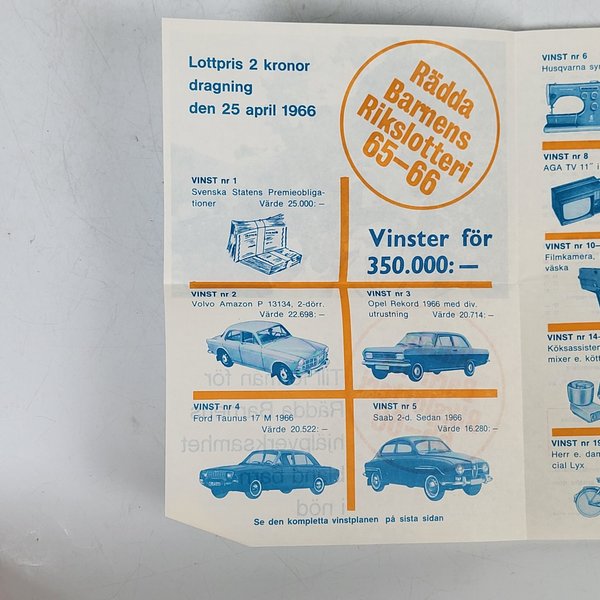 Lottpris 2 kronor
dragning
den 25 april 1966
Rädda
Barnens
Rikslotteri
65—66
VINST nr 1
Svenska Statens Premieobliga-
tioner Värde 25.000:—
Vinster för
350.000:—
VINST nr 2
Volvo Amazon P 13134, 2-dörr.
Värde 22.698:—
VINST nr 3
Opel Rekord 1966 med div.
utrustning Värde 20.714:—
VINST nr 4
Ford Taunus 17 M 1966
Värde 20.522:—
VINST nr 5
Saab 2-d. Sedan 1966
Värde 16.280:—
Se den kompletta vinstplanen på sista sidan
VINST nr 6
Husqvarna sy
VINST nr 8
AGA TV 11" i
VINST nr 10—
Filmkamera,
väska
VINST nr 14-
Köksassisten
mixer e. kött
VINST nr 19
Herr e. dam
cial Lyx